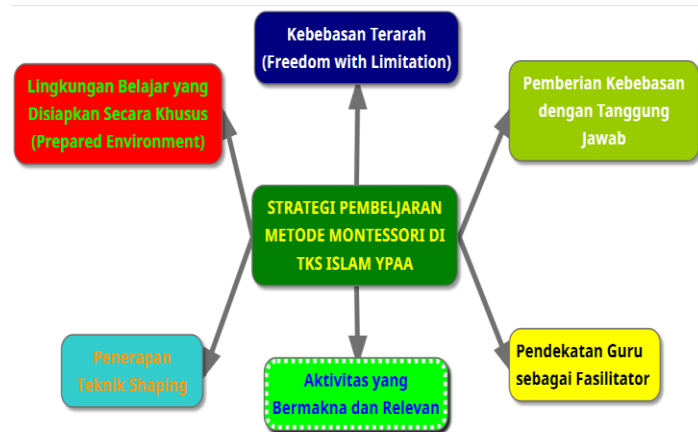 Kebebasan Terarah
(Freedom with Limitation)
Lingkungan Belajar yang
Disiapkan Secara Khusus
(Prepared Environment)
Pemberian Kebebasan
dengan Tanggung
Jawab
STRATEGI PEMBELJARAN
METODE MONTESSORI DI
TKS ISLAM YPAA
Penerapan
Teknik Shaping
Aktivitas yang
Bermakna dan Relevan
Pendekatan Guru
sebagai Fasilitator